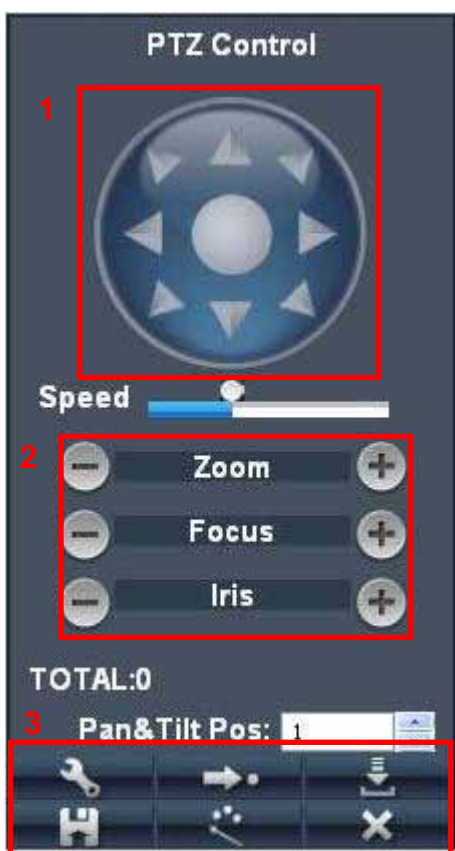 PTZ Control
1
Speed
2
Zoom
Focus
Iris
TOTAL:0
3
Pan&Tilt Pos: 1